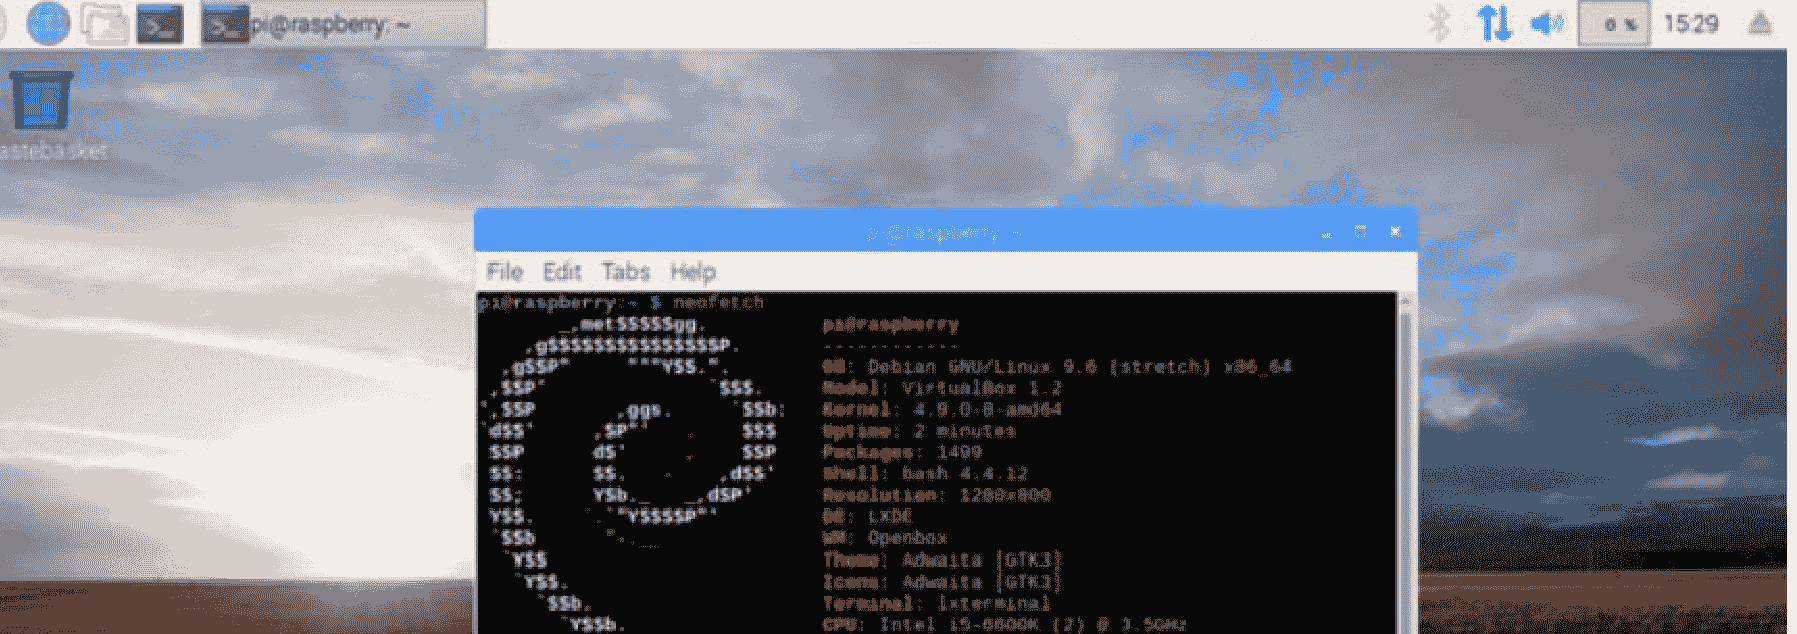 pi@raspberry: ~
0 %
15:29
pi@raspberry: ~
File Edit Tabs Help
pi@raspberry:~ $ neofetch
pi@raspberry
------------
OS: Debian GNU/Linux 9.6 (stretch) x86_64
Model: VirtualBox 1.2
Kernel: 4.9.0-8-amd64
Uptime: 2 minutes
Packages: 1409
Shell: bash 4.4.12
Resolution: 1280x800
DE: LXDE
WM: Openbox
Theme: Adwaita [GTK3]
Icons: Adwaita [GTK3]
Terminal: lxterminal
CPU: Intel i5-6600K (2) @ 3.5GHz